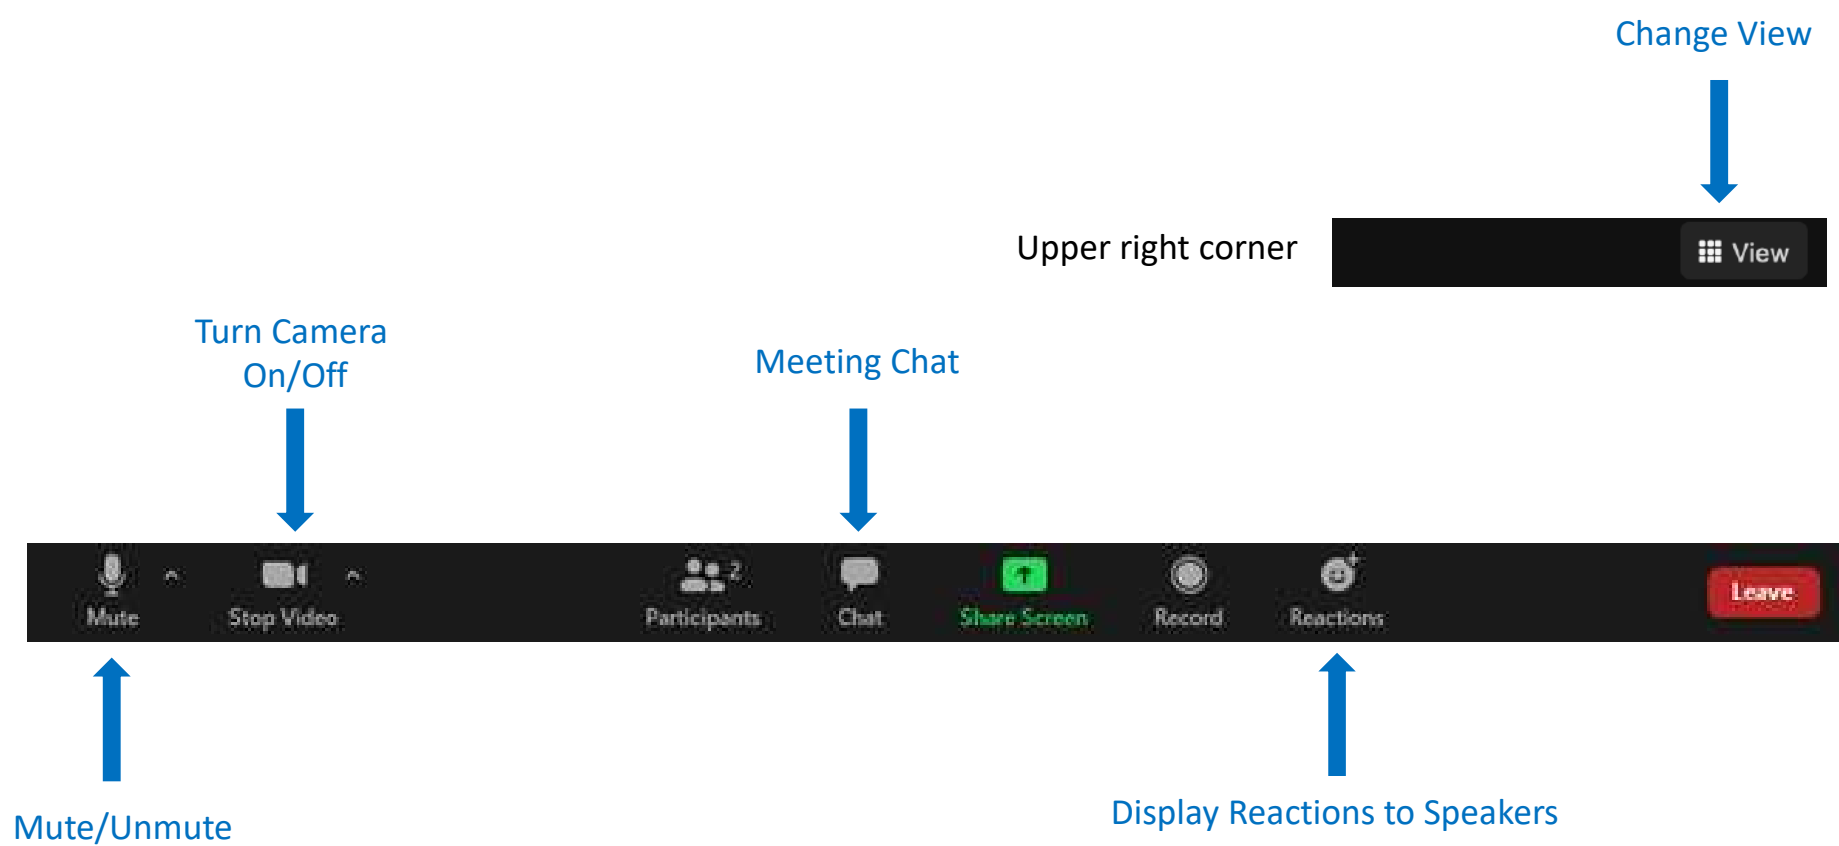 Change View
Upper right corner
View
Turn Camera
On/Off
Meeting Chat
2
Mute
Stop Video
Participants
Chat
Share Screen
Record
Reactions
Leave
Mute/Unmute
Display Reactions to Speakers